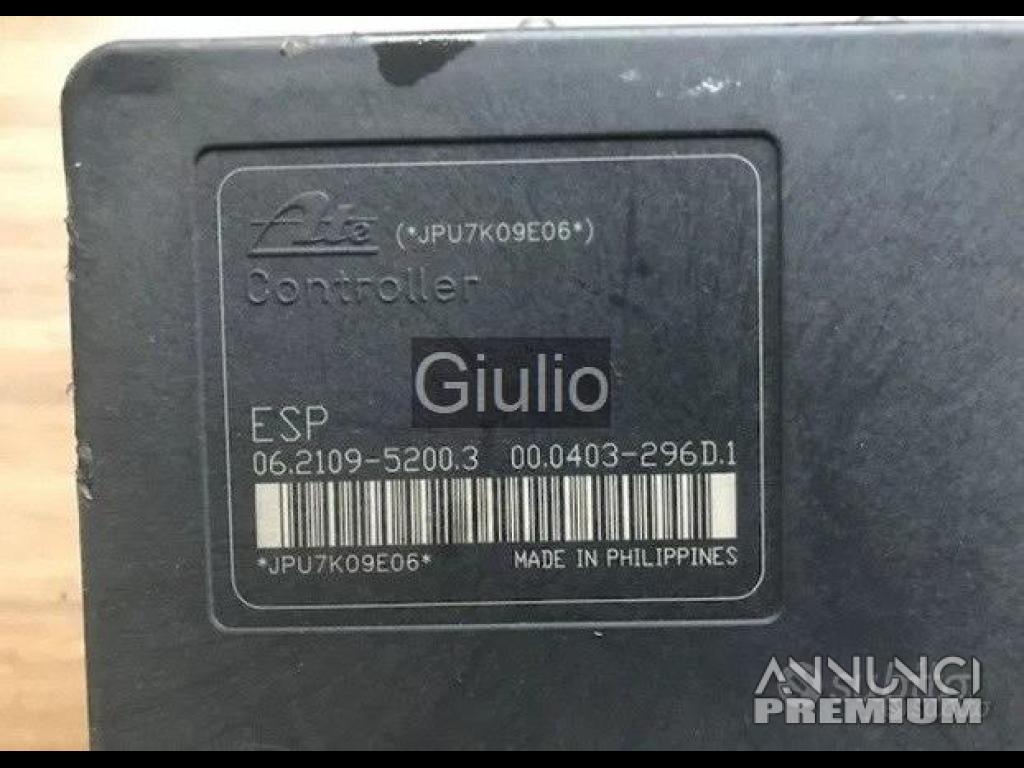 Ate (*JPU7K09E06*)
Controller
Giulio
ESP
06.2109-5200.3 00.0403-296D.1
*JPU7K09E06* MADE IN PHILIPPINES
ANNUNCI
PREMIUM